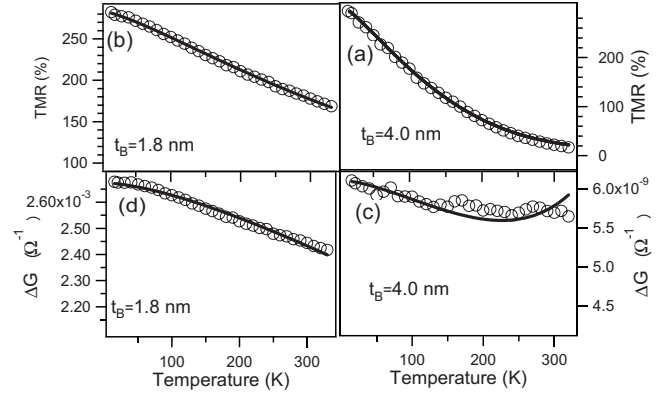 (b)
TMR (%)
250
200
150
100
t_B=1.8 nm
(a)
TMR (%)
200
100
0
t_B=4.0 nm
(d)
ΔG (Ω⁻¹)
2.60x10⁻³
2.50
2.40
2.30
2.20
t_B=1.8 nm
100
200
300
Temperature (K)
(c)
ΔG (Ω⁻¹)
6.0x10⁻⁹
5.5
5.0
4.5
t_B=4.0 nm
100
200
300
Temperature (K)